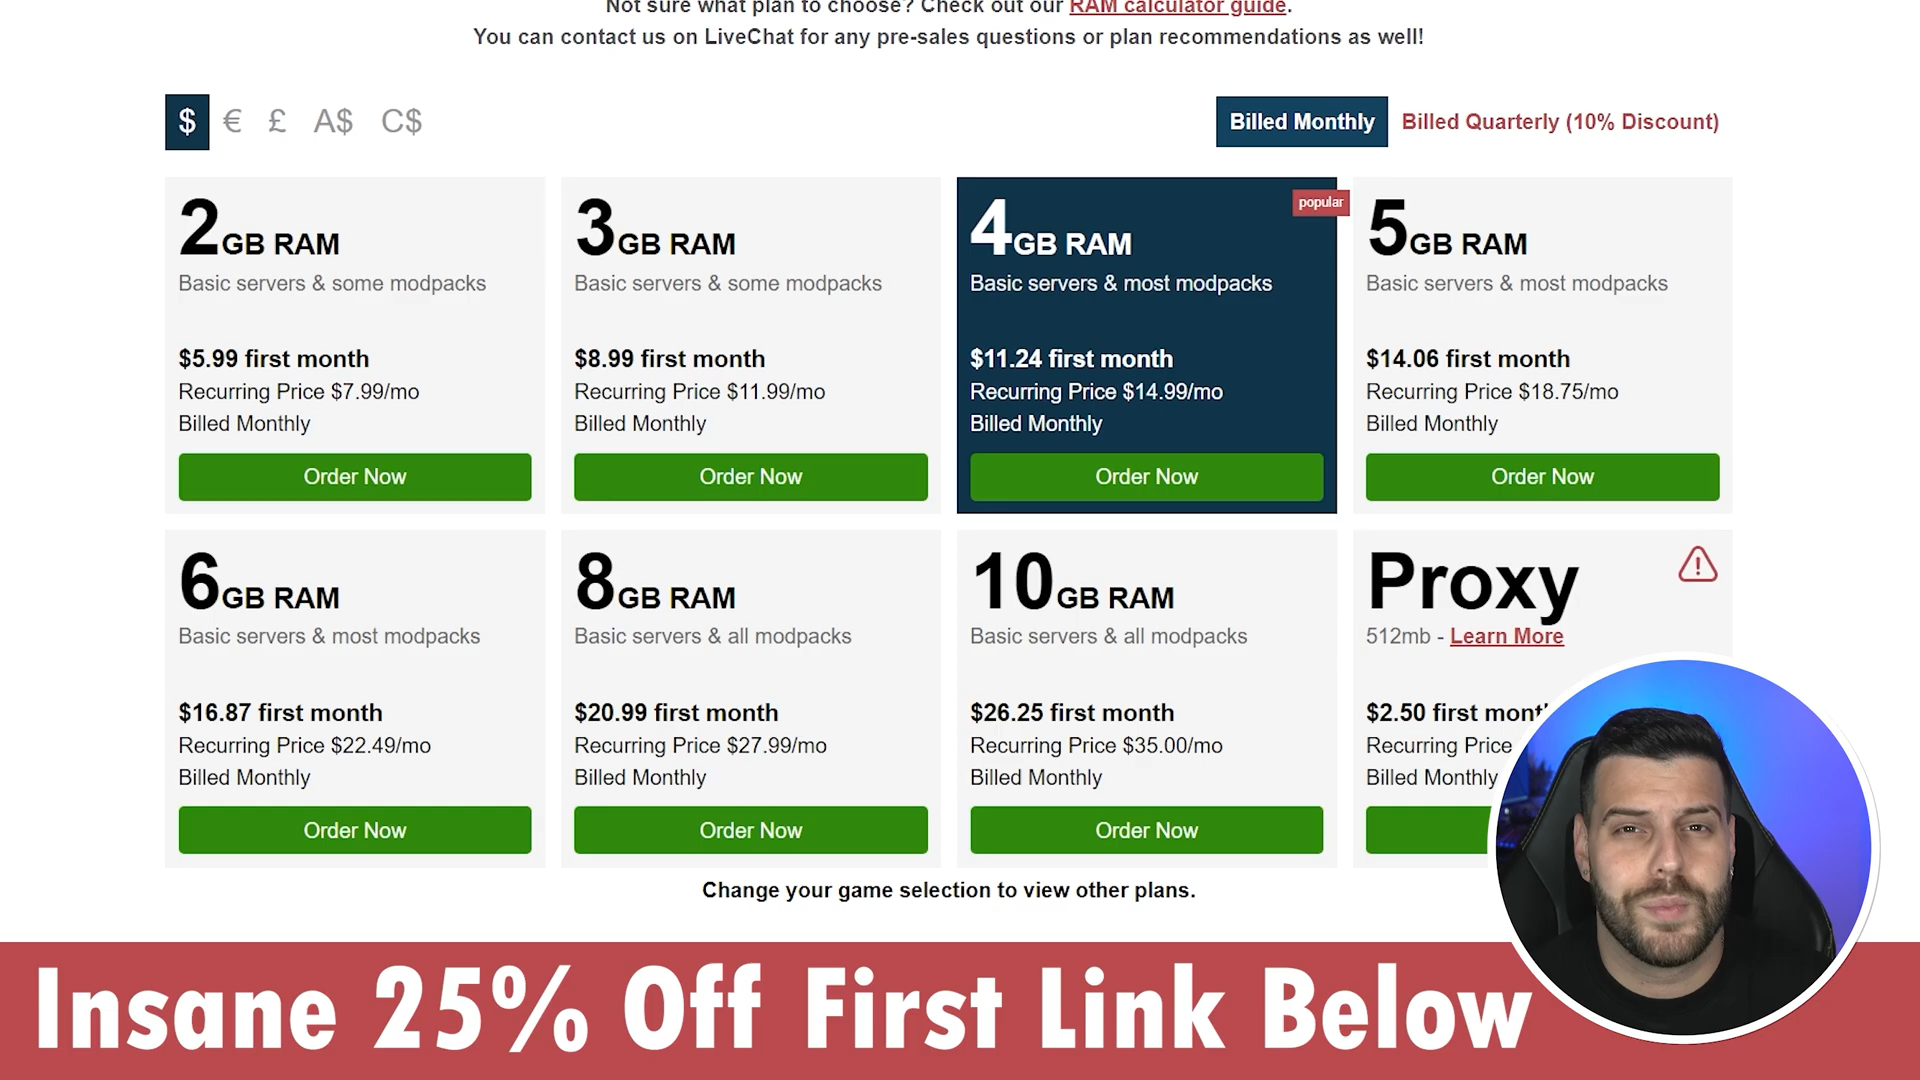 Not sure what plan to choose? Check out our RAM calculator guide.
You can contact us on LiveChat for any pre-sales questions or plan recommendations as well!
$ € £ A$ C$
Billed Monthly Billed Quarterly (10% Discount)
2GB RAM
Basic servers & some modpacks
$5.99 first month
Recurring Price $7.99/mo
Billed Monthly
Order Now
3GB RAM
Basic servers & some modpacks
$8.99 first month
Recurring Price $11.99/mo
Billed Monthly
Order Now
popular
4GB RAM
Basic servers & most modpacks
$11.24 first month
Recurring Price $14.99/mo
Billed Monthly
Order Now
5GB RAM
Basic servers & most modpacks
$14.06 first month
Recurring Price $18.75/mo
Billed Monthly
Order Now
6GB RAM
Basic servers & most modpacks
$16.87 first month
Recurring Price $22.49/mo
Billed Monthly
Order Now
8GB RAM
Basic servers & all modpacks
$20.99 first month
Recurring Price $27.99/mo
Billed Monthly
Order Now
10GB RAM
Basic servers & all modpacks
$26.25 first month
Recurring Price $35.00/mo
Billed Monthly
Order Now
Proxy
512mb - Learn More
$2.50 first month
Recurring Price
Billed Monthly
Change your game selection to view other plans.
Insane 25% Off First Link Below